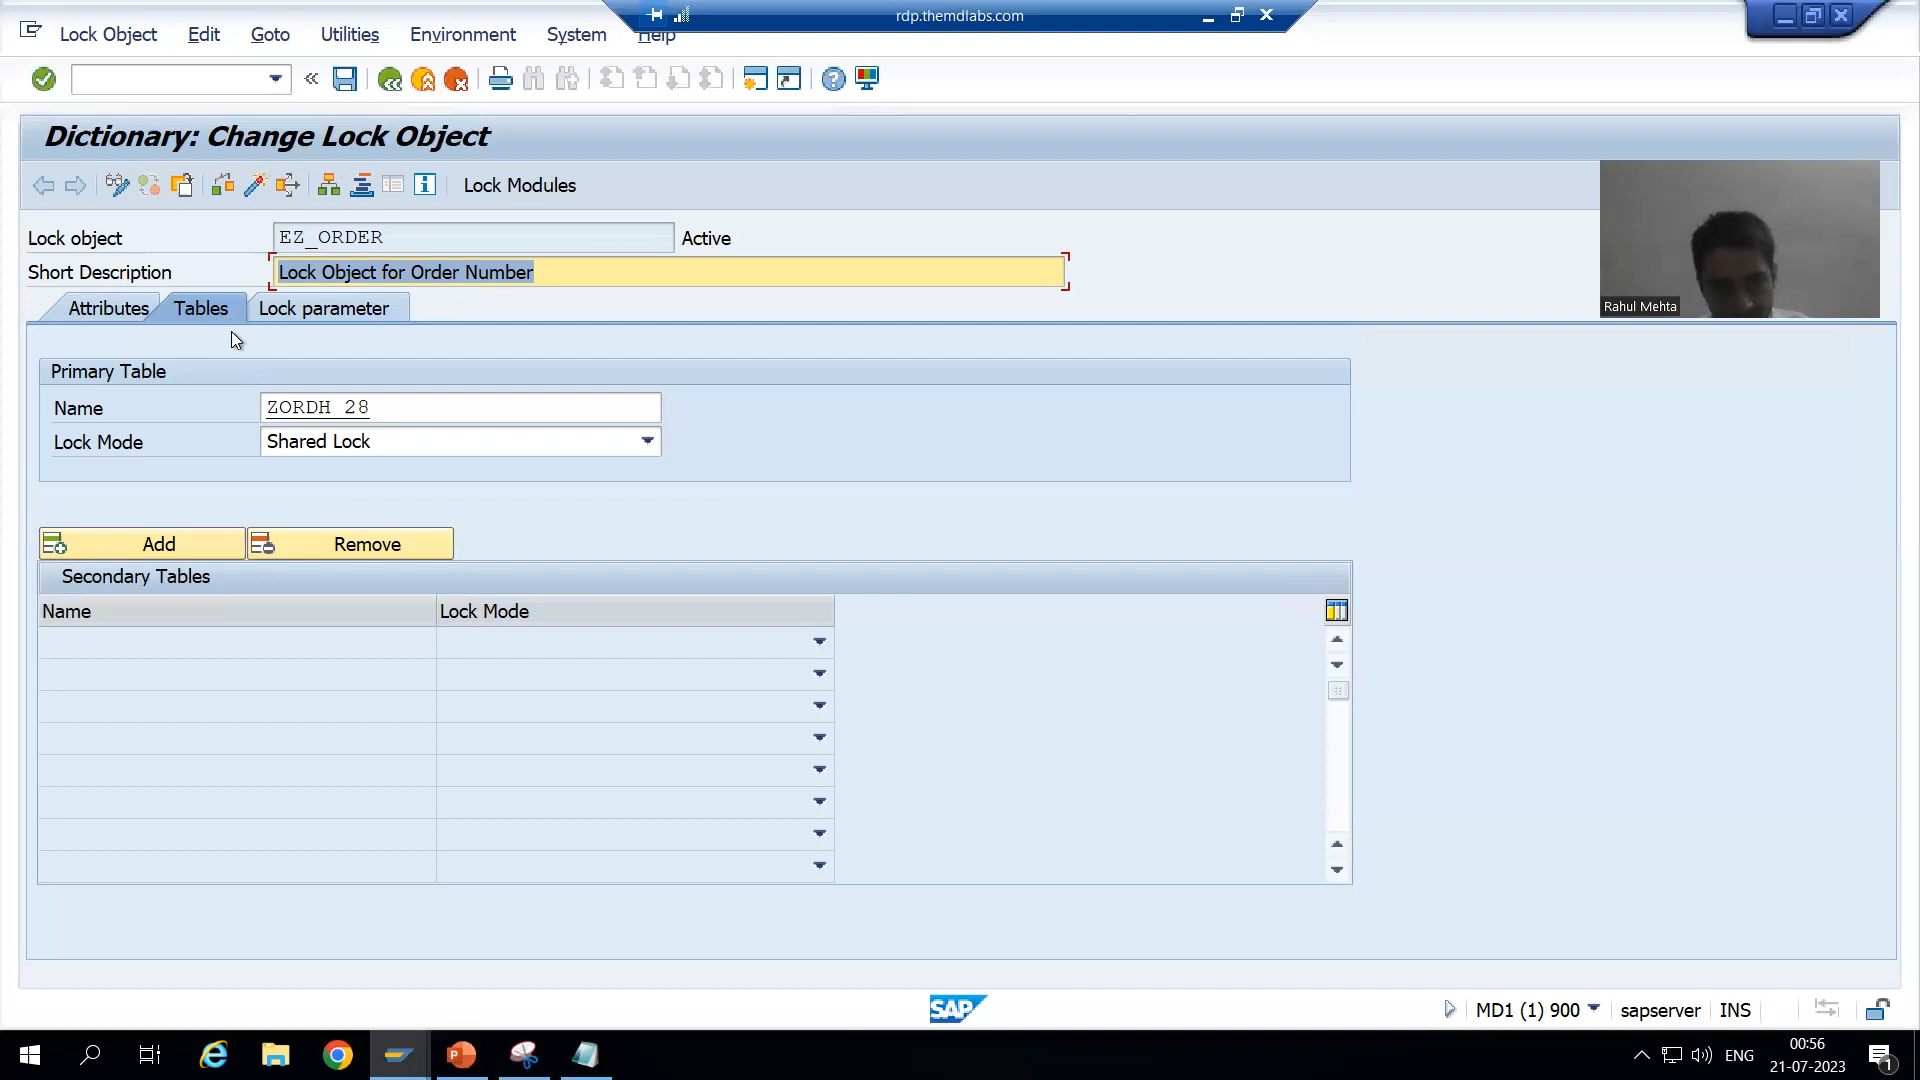 rdp.themdlabs.com
Lock Object Edit Goto Utilities Environment System Help
Dictionary: Change Lock Object
Lock Modules
Lock object EZ_ORDER Active
Short Description Lock Object for Order Number
Attributes Tables Lock parameter
Rahul Mehta
Primary Table
Name ZORDH_28
Lock Mode Shared Lock
Add Remove
Secondary Tables
Name Lock Mode
SAP
MD1 (1) 900 sapserver INS
ENG
00:56
21-07-2023
1